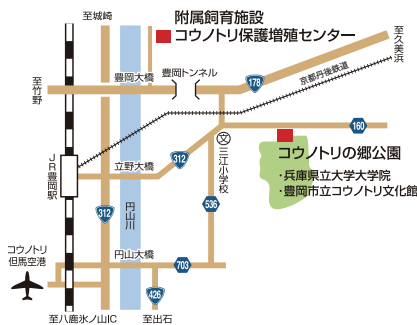 至城崎
附属飼育施設
コウノトリ保護増殖センター
至久美浜
豊岡大橋
豊岡トンネル
178
京都丹後鉄道
至竹野
160
文
三江小学校
コウノトリの郷公園
・兵庫県立大学大学院
・豊岡市立コウノトリ文化館
JR豊岡駅
立野大橋
312
312
円山川
536
コウノトリ
但馬空港
円山大橋
703
426
至八鹿氷ノ山IC
至出石